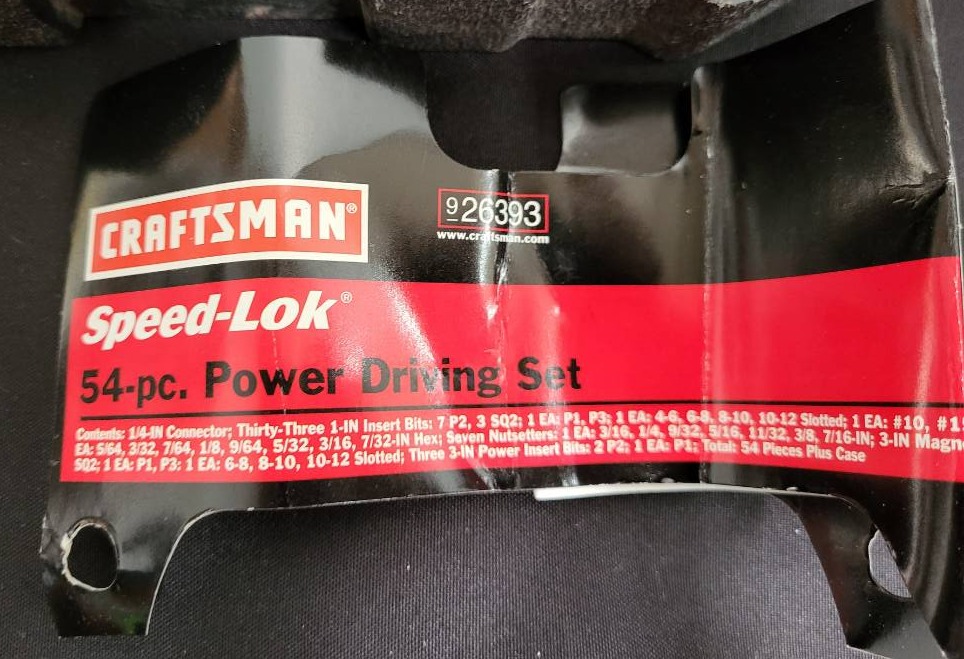 CRAFTSMAN®
926393
www.craftsman.com
Speed-Lok®
54-pc. Power Driving Set
Contents: 1/4-IN Connector; Thirty-Three 1-IN Insert Bits: 7 P2, 3 SQ2; 1 EA: P1, P3; 1 EA: 4-6, 6-8, 8-10, 10-12 Slotted; 1 EA: #10,
EA: 5/64, 3/32, 7/64, 1/8, 9/64, 5/32, 3/16, 7/32-IN Hex; Seven Nutsetters: 1 EA: 3/16, 1/4, 9/32, 5/16, 11/32, 3/8, 7/16-IN; 3-IN
SQ2; 1 EA: P1, P3: 1 EA: 6-8, 8-10, 10-12 Slotted; Three 3-IN Power Insert Bits: 2 P2; 1 EA: P1; Total: 54 Pieces Plus Case